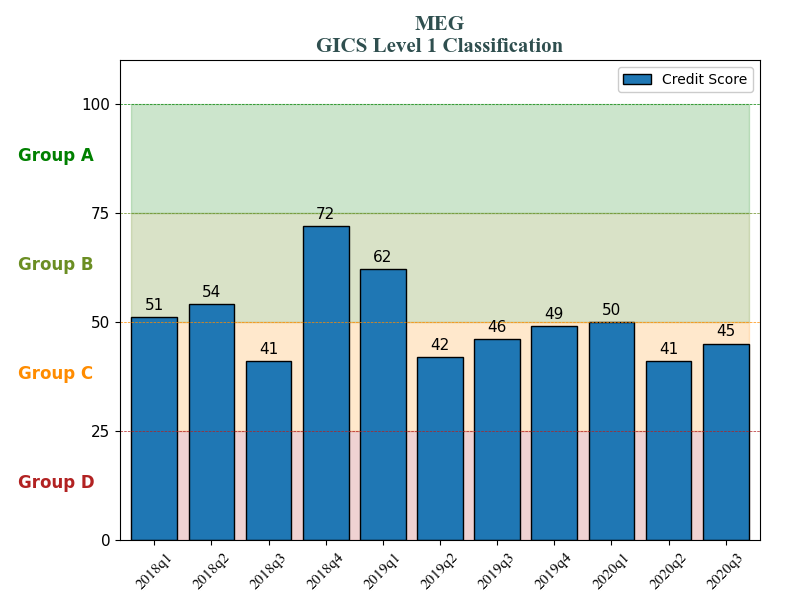 MEG
GICS Level 1 Classification
Credit Score
100
Group A
75
72
62
Group B
54
51
50
50
49
46
45
42
41
41
Group C
25
Group D
0
2018q1
2018q2
2018q3
2018q4
2019q1
2019q2
2019q3
2019q4
2020q1
2020q2
2020q3